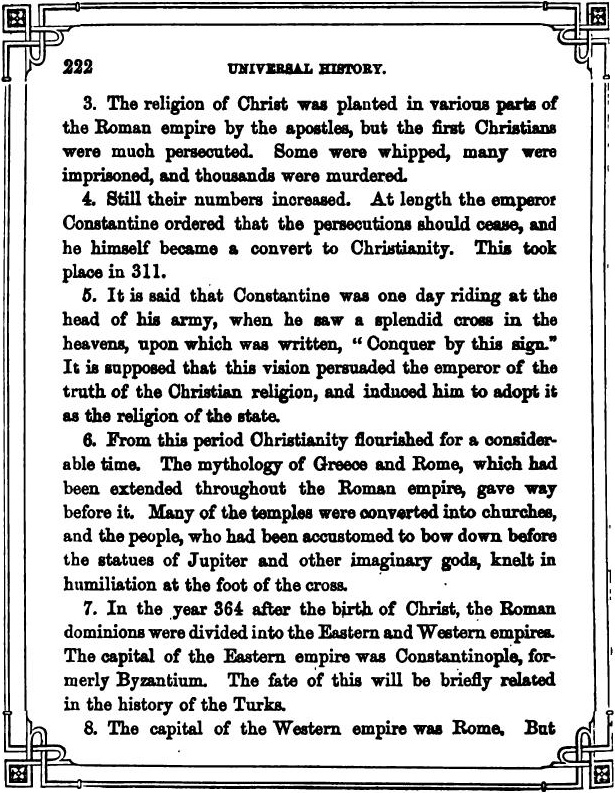 222 UNIVERSAL HISTORY.
3. The religion of Christ was planted in various parts of
the Roman empire by the apostles, but the first Christians
were much persecuted. Some were whipped, many were
imprisoned, and thousands were murdered.
4. Still their numbers increased. At length the emperor
Constantine ordered that the persecutions should cease, and
he himself became a convert to Christianity. This took
place in 311.
5. It is said that Constantine was one day riding at the
head of his army, when he saw a splendid cross in the
heavens, upon which was written, “Conquer by this sign.”
It is supposed that this vision persuaded the emperor of the
truth of the Christian religion, and induced him to adopt it
as the religion of the state.
6. From this period Christianity flourished for a consider-
able time. The mythology of Greece and Rome, which had
been extended throughout the Roman empire, gave way
before it. Many of the temples were converted into churches,
and the people, who had been accustomed to bow down before
the statues of Jupiter and other imaginary gods, knelt in
humiliation at the foot of the cross.
7. In the year 364 after the birth of Christ, the Roman
dominions were divided into the Eastern and Western empires.
The capital of the Eastern empire was Constantinople, for-
merly Byzantium. The fate of this will be briefly related
in the history of the Turks.
8. The capital of the Western empire was Rome. But